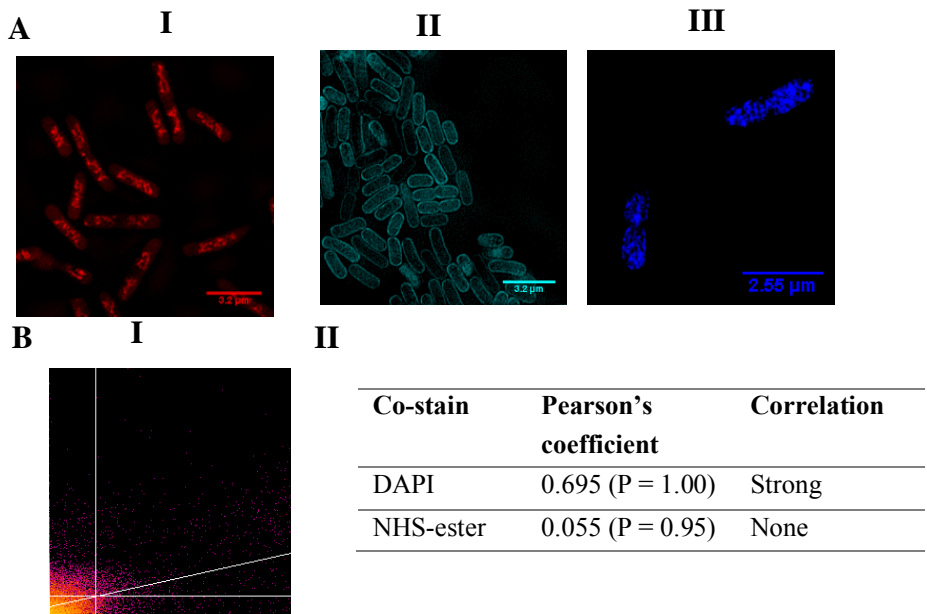 A
I
II
III
3.2 µm
3.2 µm
2.55 µm
B
I
II
Co-stain Pearson's Correlation
coefficient
DAPI 0.695 (P = 1.00) Strong
NHS-ester 0.055 (P = 0.95) None